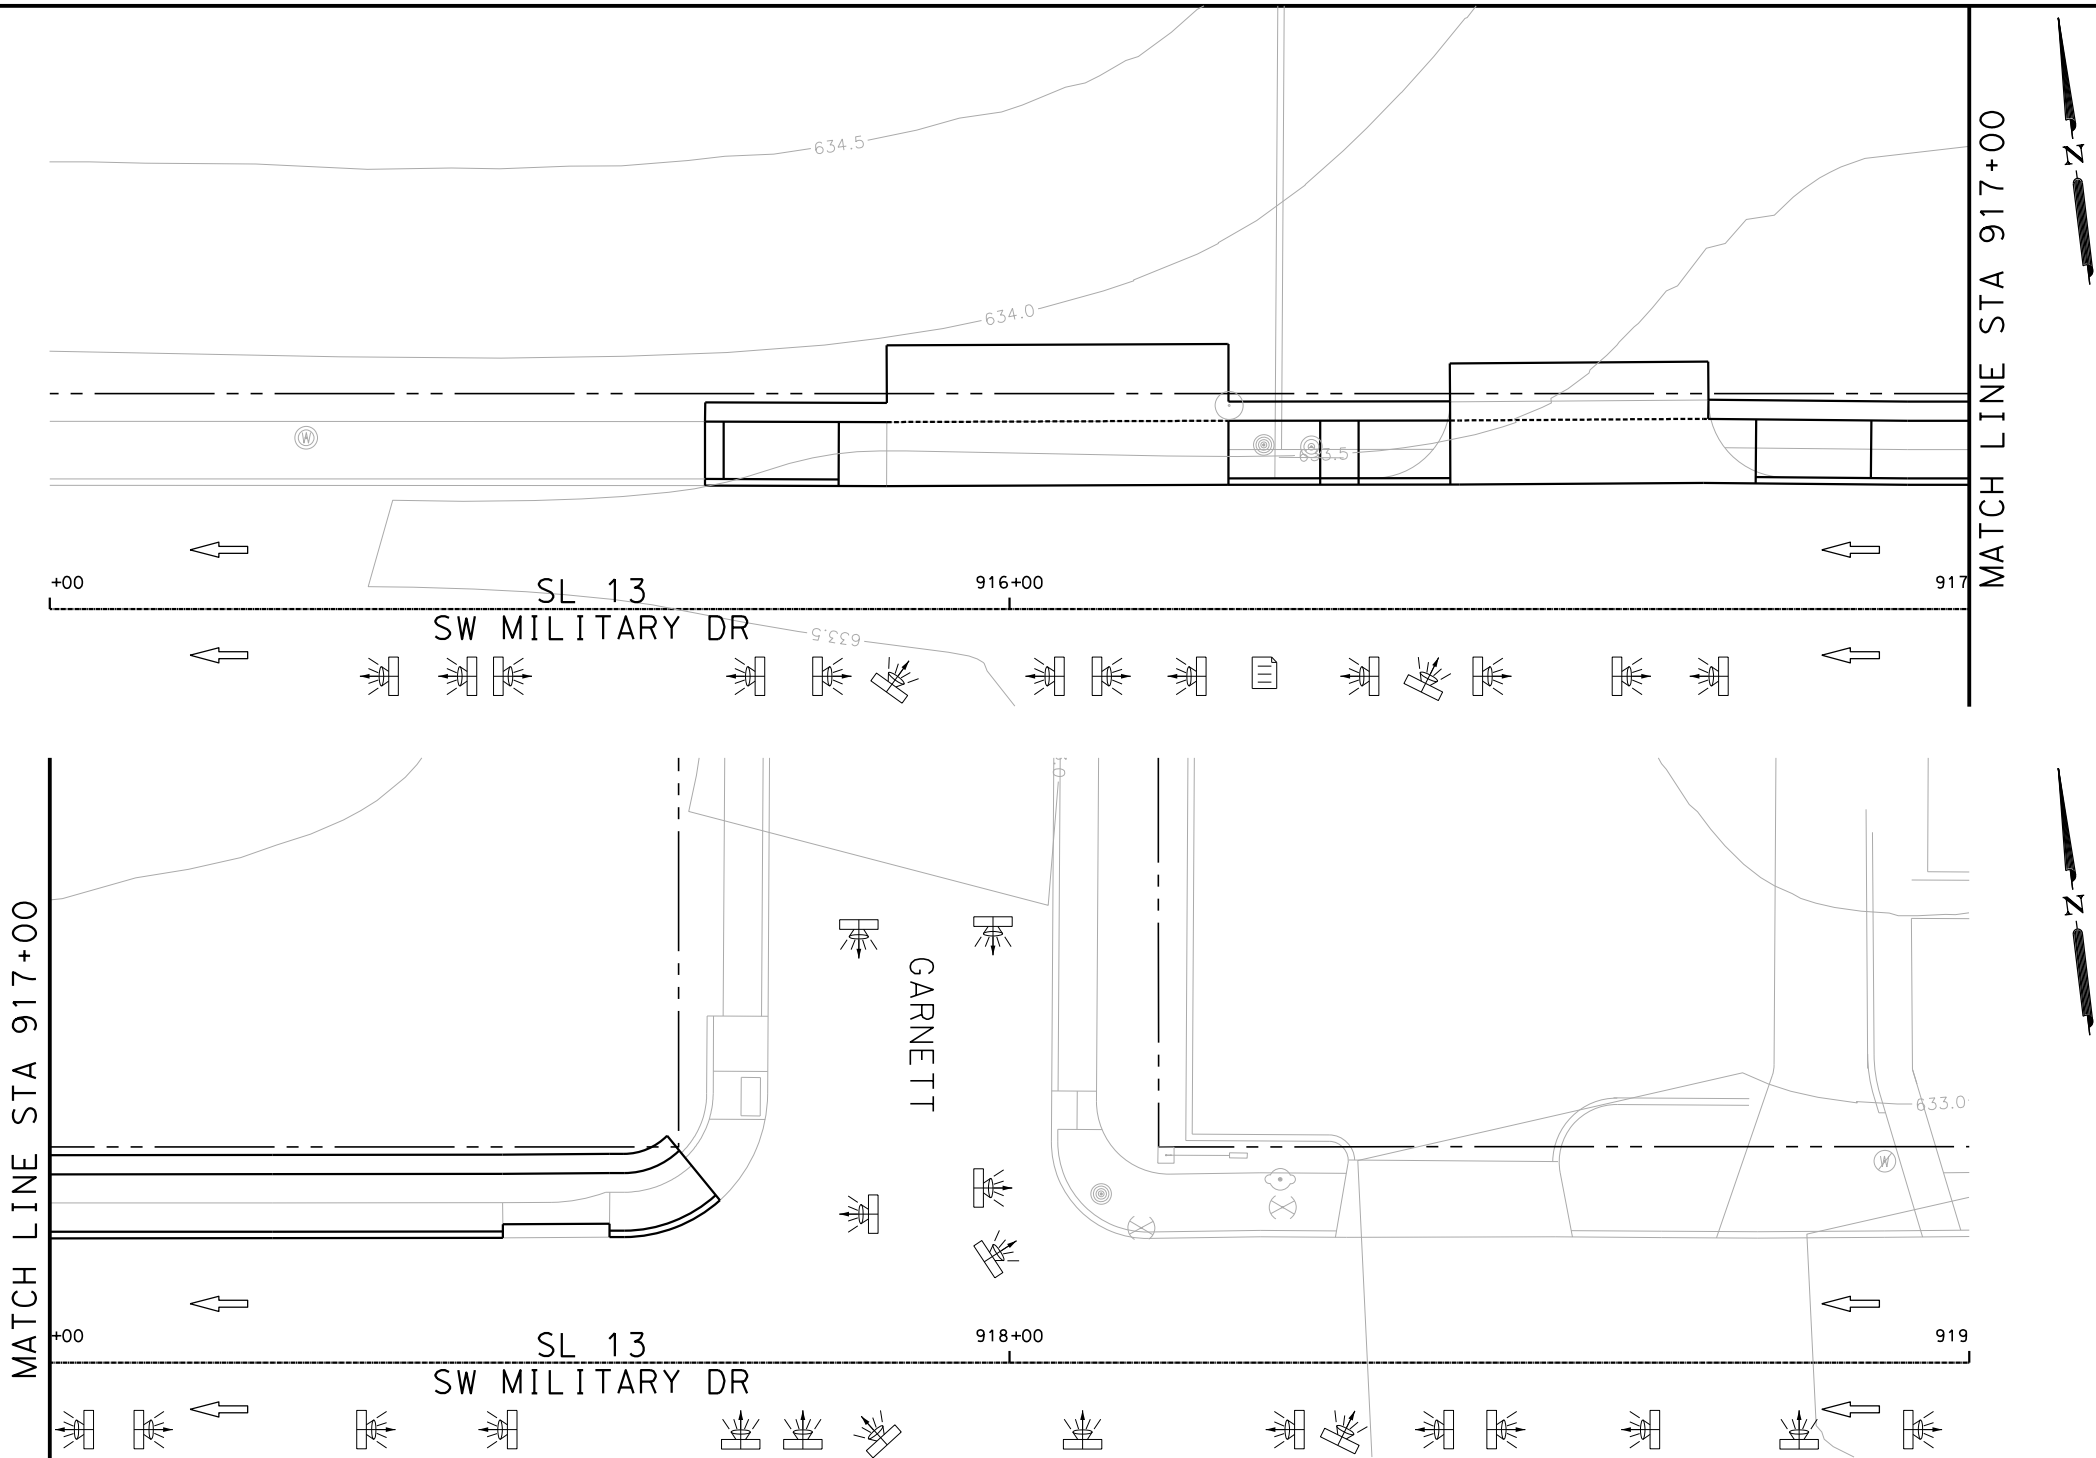 634.5
MATCH LINE STA 917+00
N
634.0
W
633.5
+00
SL 13
916+00
917
SW MILITARY DR
633.5
MATCH LINE STA 917+00
GARNETT
N
633.0
W
+00
SL 13
918+00
919
SW MILITARY DR